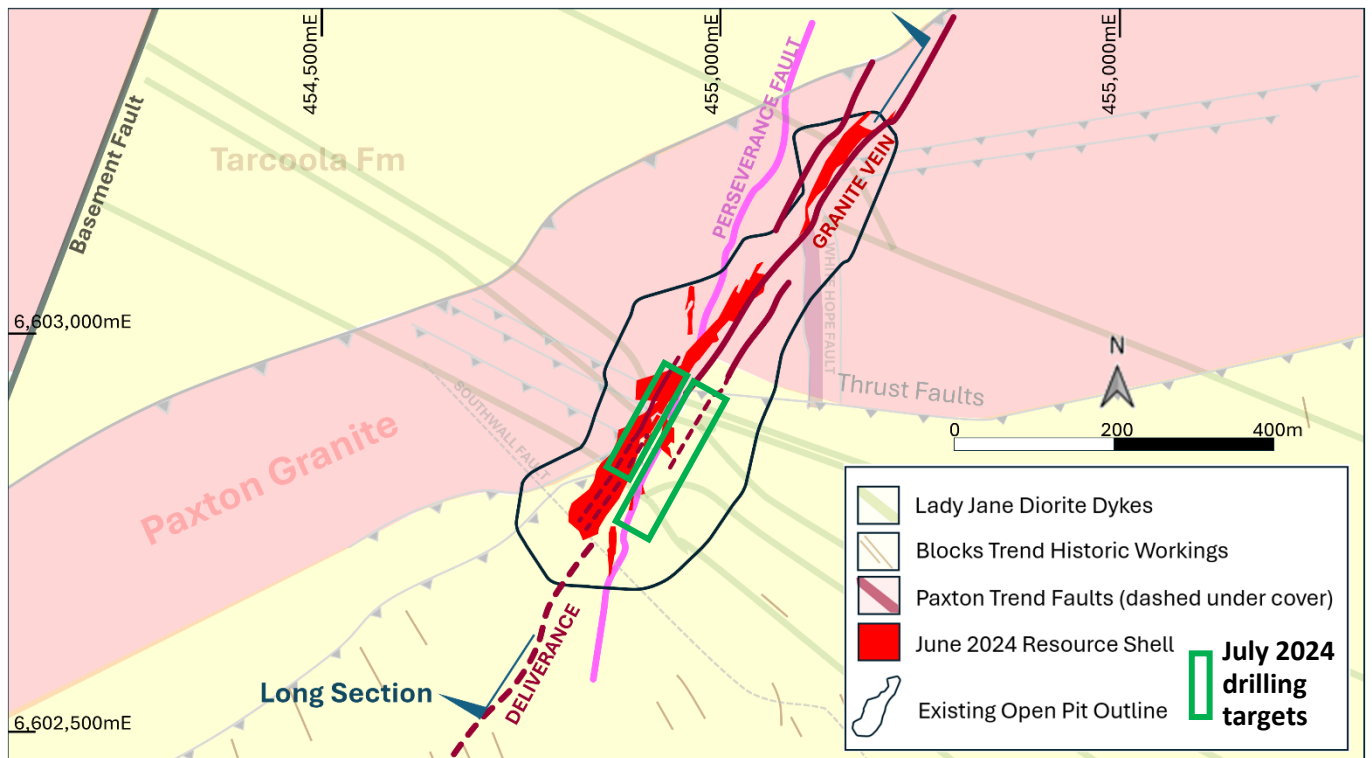 454,500mE
455,000mE
455,000mE
Basement Fault
Tarcoola Fm
PERSEVERANCE FAULT
GRANITE VEIN
WHITE HOPE FAULT
6,603,000mE
Thrust Faults
N
SOUTHWALL FAULT
0 200 400m
Paxton Granite
Lady Jane Diorite Dykes
Blocks Trend Historic Workings
Paxton Trend Faults (dashed under cover)
June 2024 Resource Shell
Existing Open Pit Outline
July 2024
drilling
targets
DELIVERANCE
Long Section
6,602,500mE